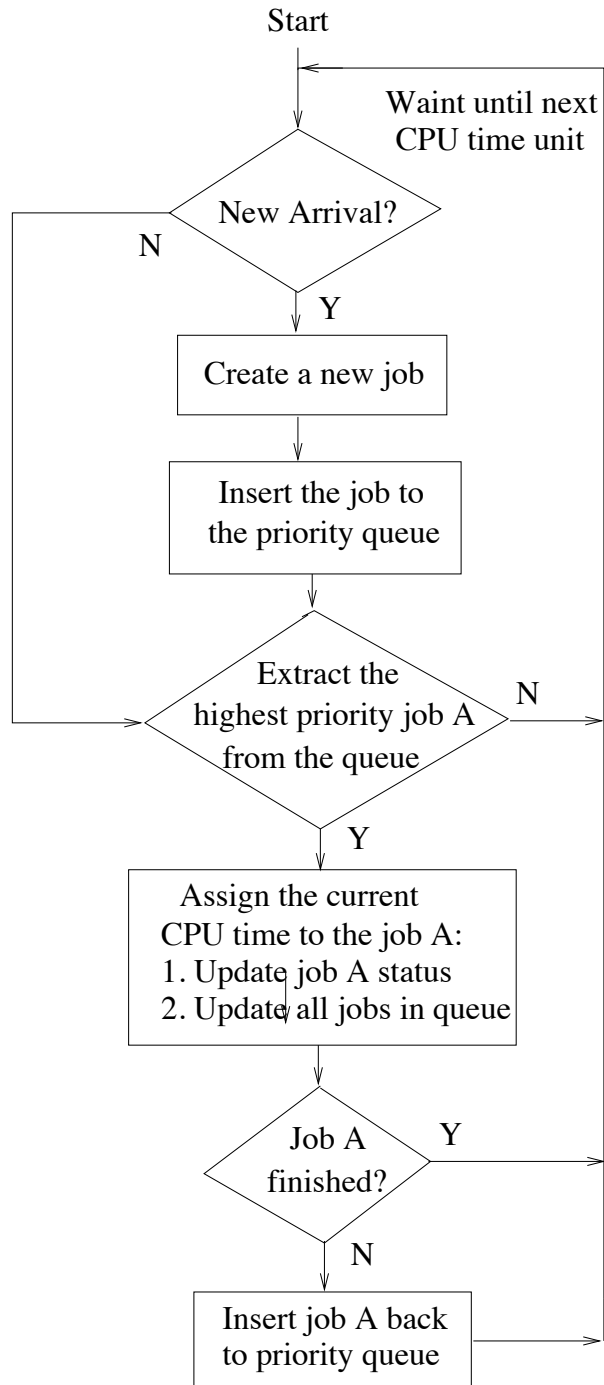 Start
Waint until next
CPU time unit
New Arrival?
N
Y
Create a new job
Insert the job to
the priority queue
Extract the
highest priority job A
from the queue
N
Y
Assign the current
CPU time to the job A:
1. Update job A status
2. Update all jobs in queue
Job A
finished?
Y
N
Insert job A back
to priority queue